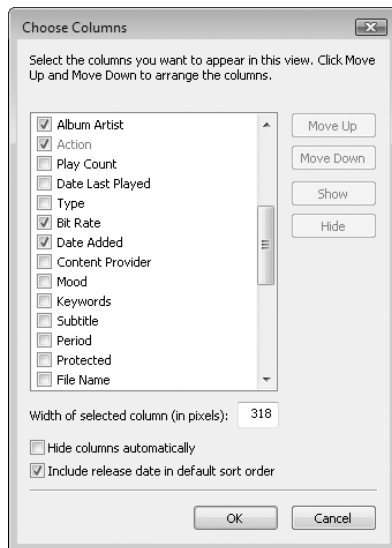 Choose Columns
Select the columns you want to appear in this view. Click Move
Up and Move Down to arrange the columns.
Album Artist
Action
Play Count
Date Last Played
Type
Bit Rate
Date Added
Content Provider
Mood
Keywords
Subtitle
Period
Protected
File Name
Move Up
Move Down
Show
Hide
Width of selected column (in pixels): 318
Hide columns automatically
Include release date in default sort order
OK Cancel